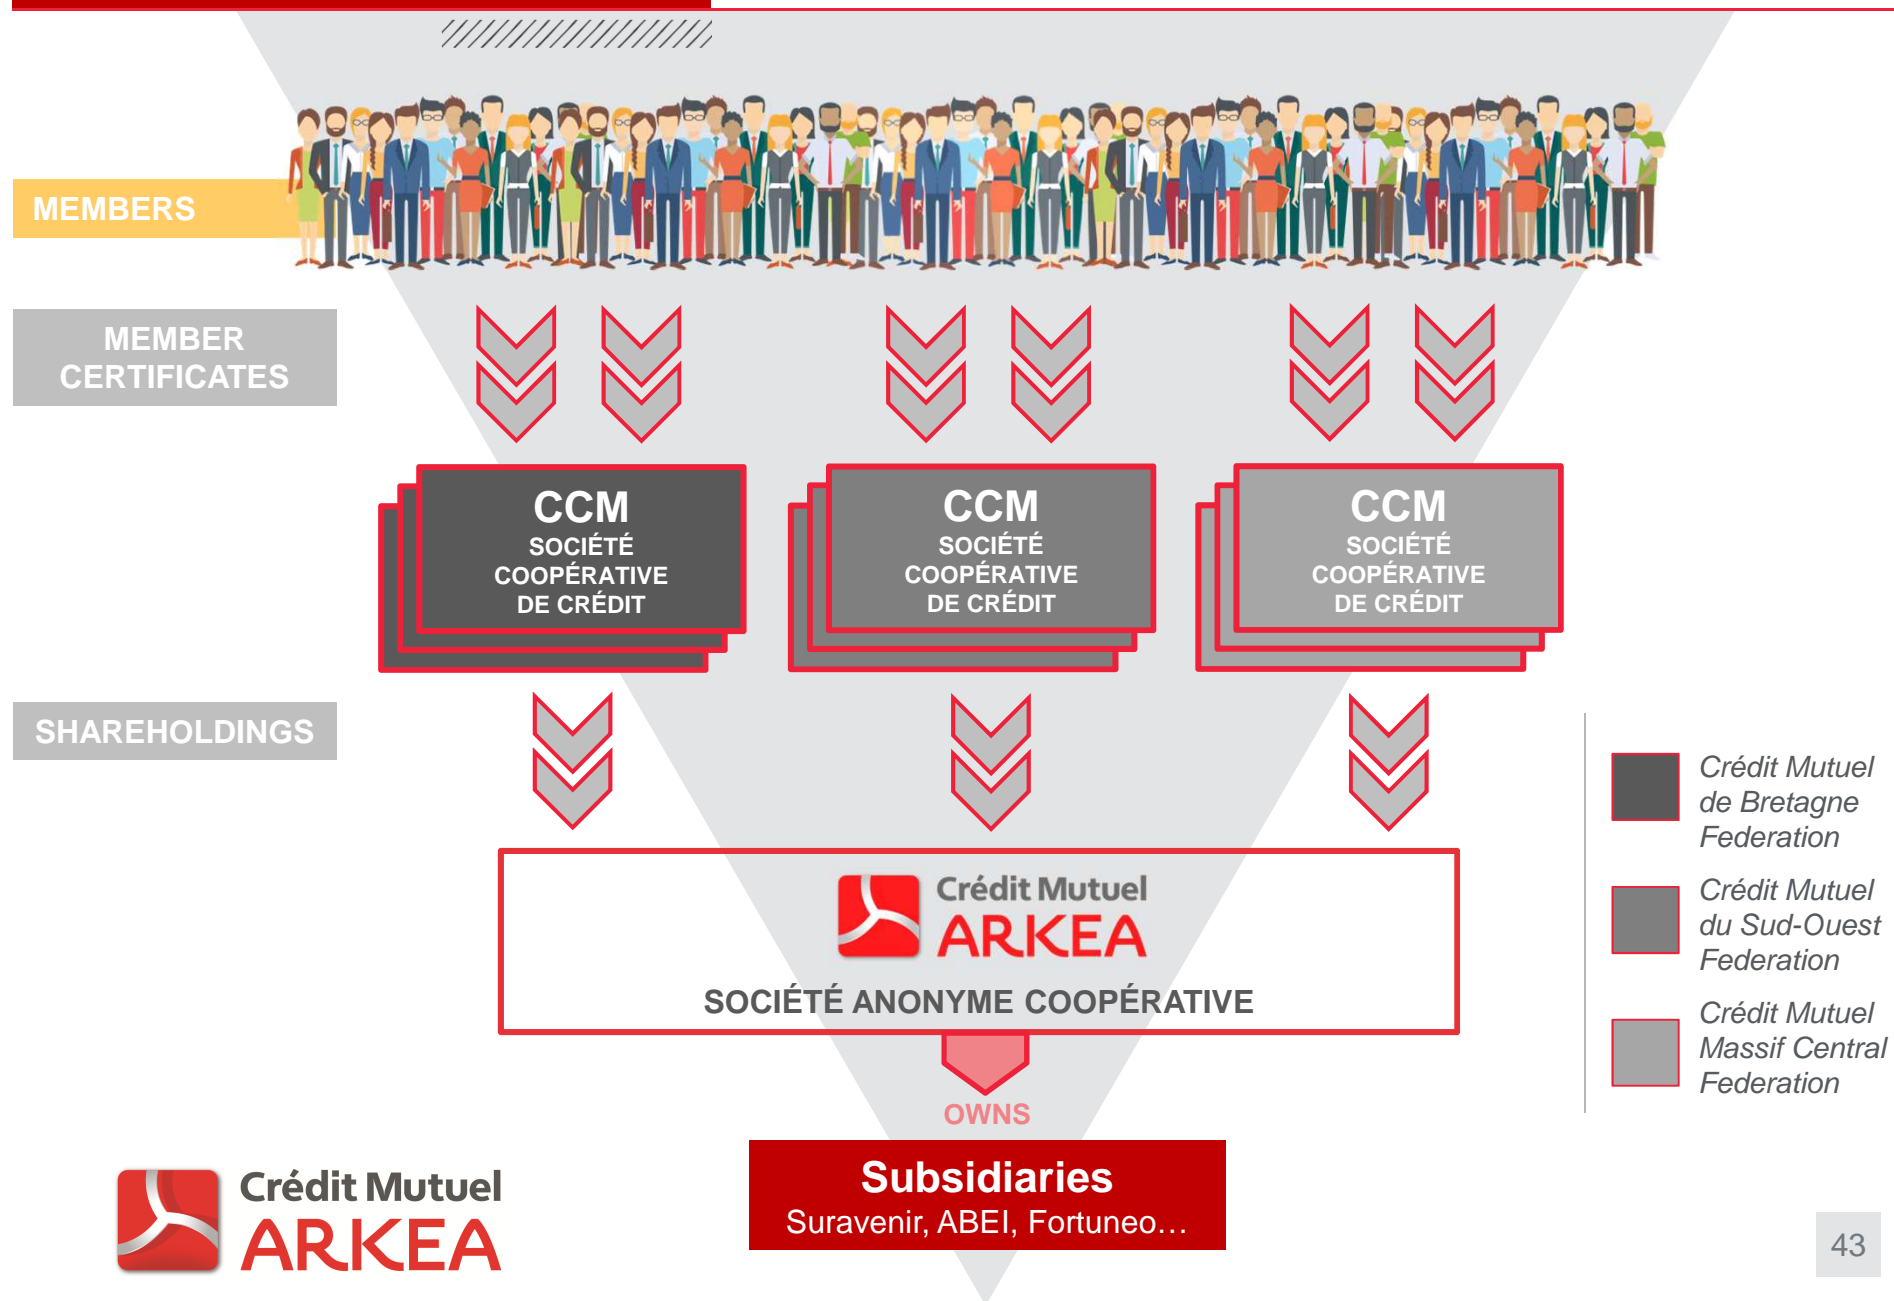 MEMBERS
MEMBER
CERTIFICATES
CCM
SOCIÉTÉ
COOPÉRATIVE
DE CRÉDIT
CCM
SOCIÉTÉ
COOPÉRATIVE
DE CRÉDIT
CCM
SOCIÉTÉ
COOPÉRATIVE
DE CRÉDIT
SHAREHOLDINGS
Crédit Mutuel
de Bretagne
Federation
Crédit Mutuel
du Sud-Ouest
Federation
Crédit Mutuel
Massif Central
Federation
Crédit Mutuel
ARKEA
SOCIÉTÉ ANONYME COOPÉRATIVE
OWNS
Subsidiaries
Suravenir, ABEI, Fortuneo…
Crédit Mutuel
ARKEA
43